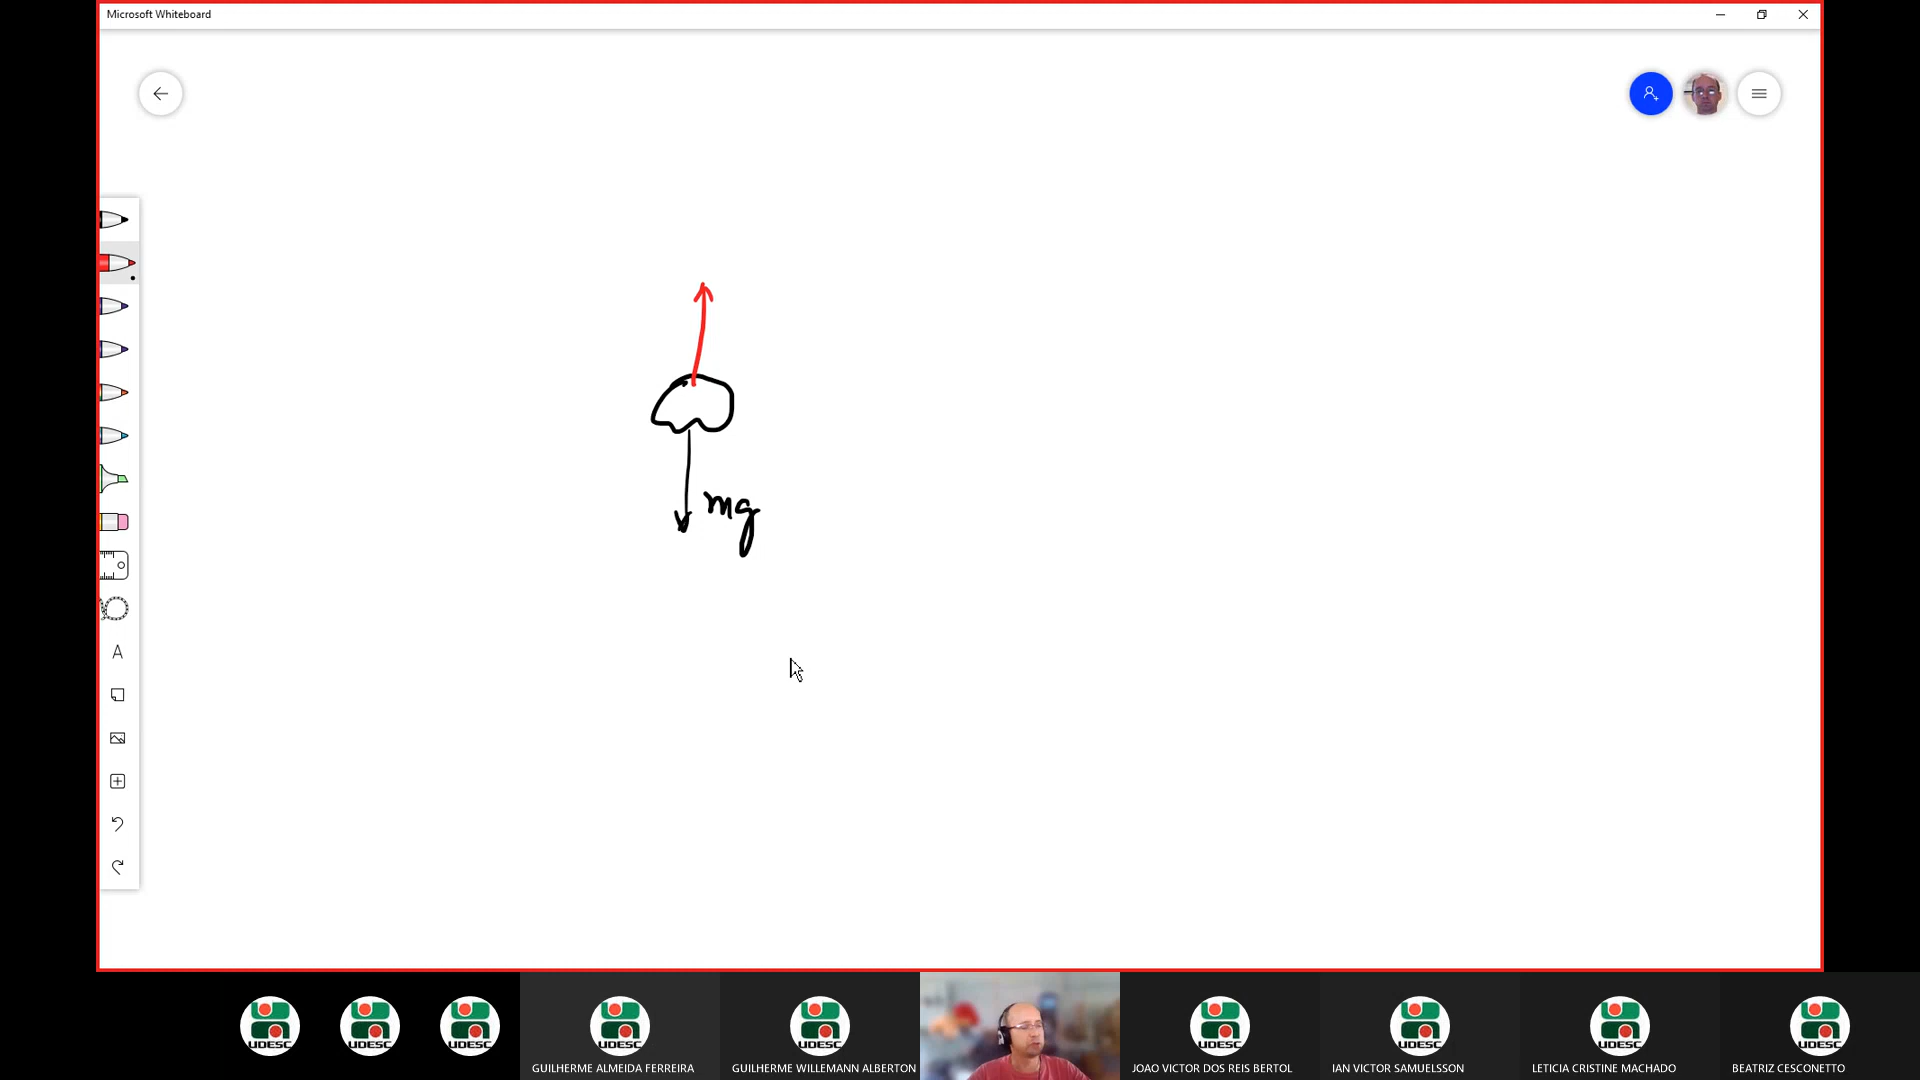 Microsoft Whiteboard
mg
A
UDESC
UDESC
UDESC
UDESC
UDESC
UDESC
UDESC
UDESC
UDESC
GUILHERME ALMEIDA FERREIRA
GUILHERME WILLEMANN ALBERTON
JOAO VICTOR DOS REIS BERTOL
IAN VICTOR SAMUELSSON
LETICIA CRISTINE MACHADO
BEATRIZ CESCONETTO